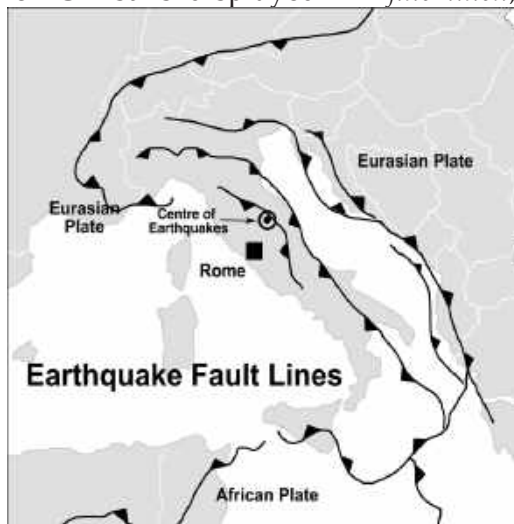 Eurasian Plate
Eurasian
Plate
Centre of
Earthquakes
Rome
Earthquake Fault Lines
African Plate